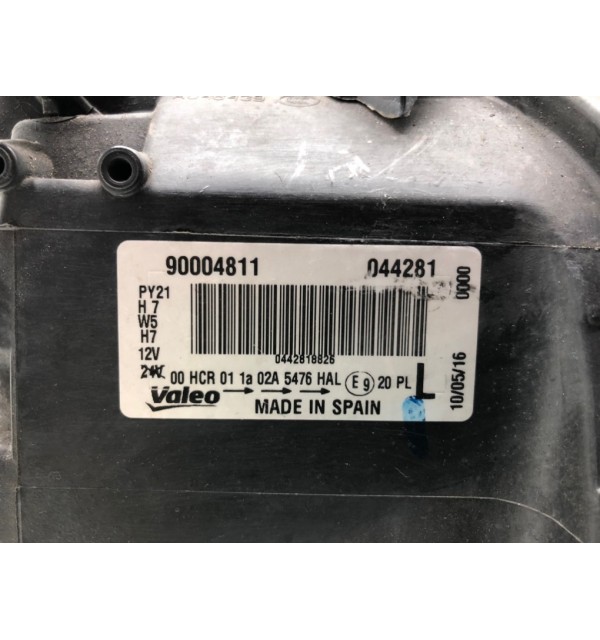 90004811 044281
0000
PY21
H 7
W5
H7
12V
0442818826
00 HCR 01 1a 02A 5476 HAL E9 20 PL L
Valeo MADE IN SPAIN
10/05/16